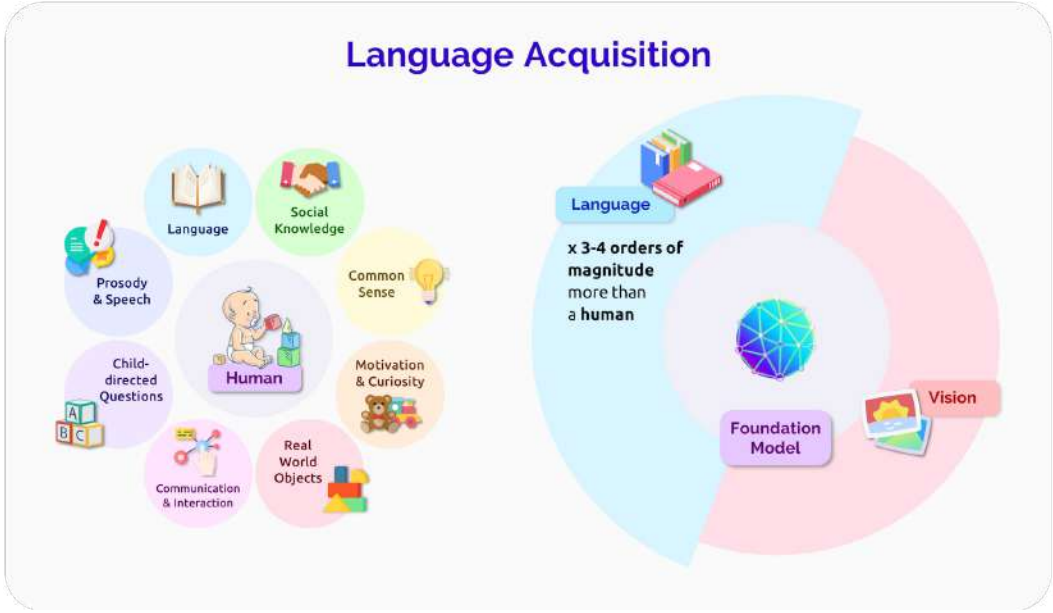 Language Acquisition
Language
Social
Knowledge
Prosody
& Speech
Common
Sense
Child-
directed
Questions
A
B C
Human
Motivation
& Curiosity
Communication
& Interaction
Real
World
Objects
Language
x 3-4 orders of
magnitude
more than
a human
Vision
Foundation
Model